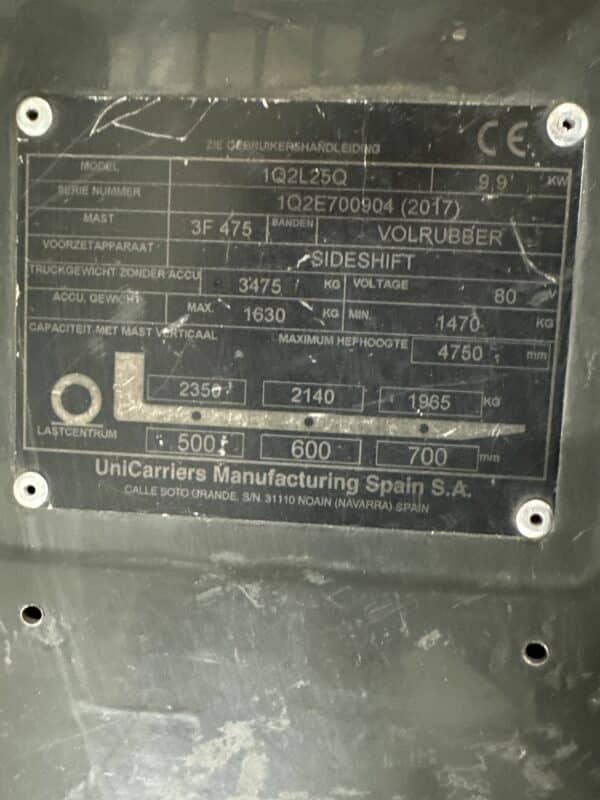 CE
ZIE GEBRUIKERSHANDLEIDING
MODEL 1Q2L25Q 9,9 KW
SERIE NUMMER 1Q2E700904 (2017)
MAST 3F 475 BANDEN VOLRUBBER
VOORZETAPPARAAT SIDESHIFT
TRUCKGEWICHT ZONDER ACCU 3475 KG VOLTAGE 80 V
ACCU, GEWICHT MAX. 1630 KG MIN. 1470 KG
CAPACITEIT MET MAST VERTICAAL MAXIMUM HEFHOOGTE 4750 mm
2350 2140 1965 KG
LASTCENTRUM 500 600 700 mm
UniCarriers Manufacturing Spain S.A.
CALLE SOTO GRANDE, S/N. 31110 NOAIN (NAVARRA) SPAIN